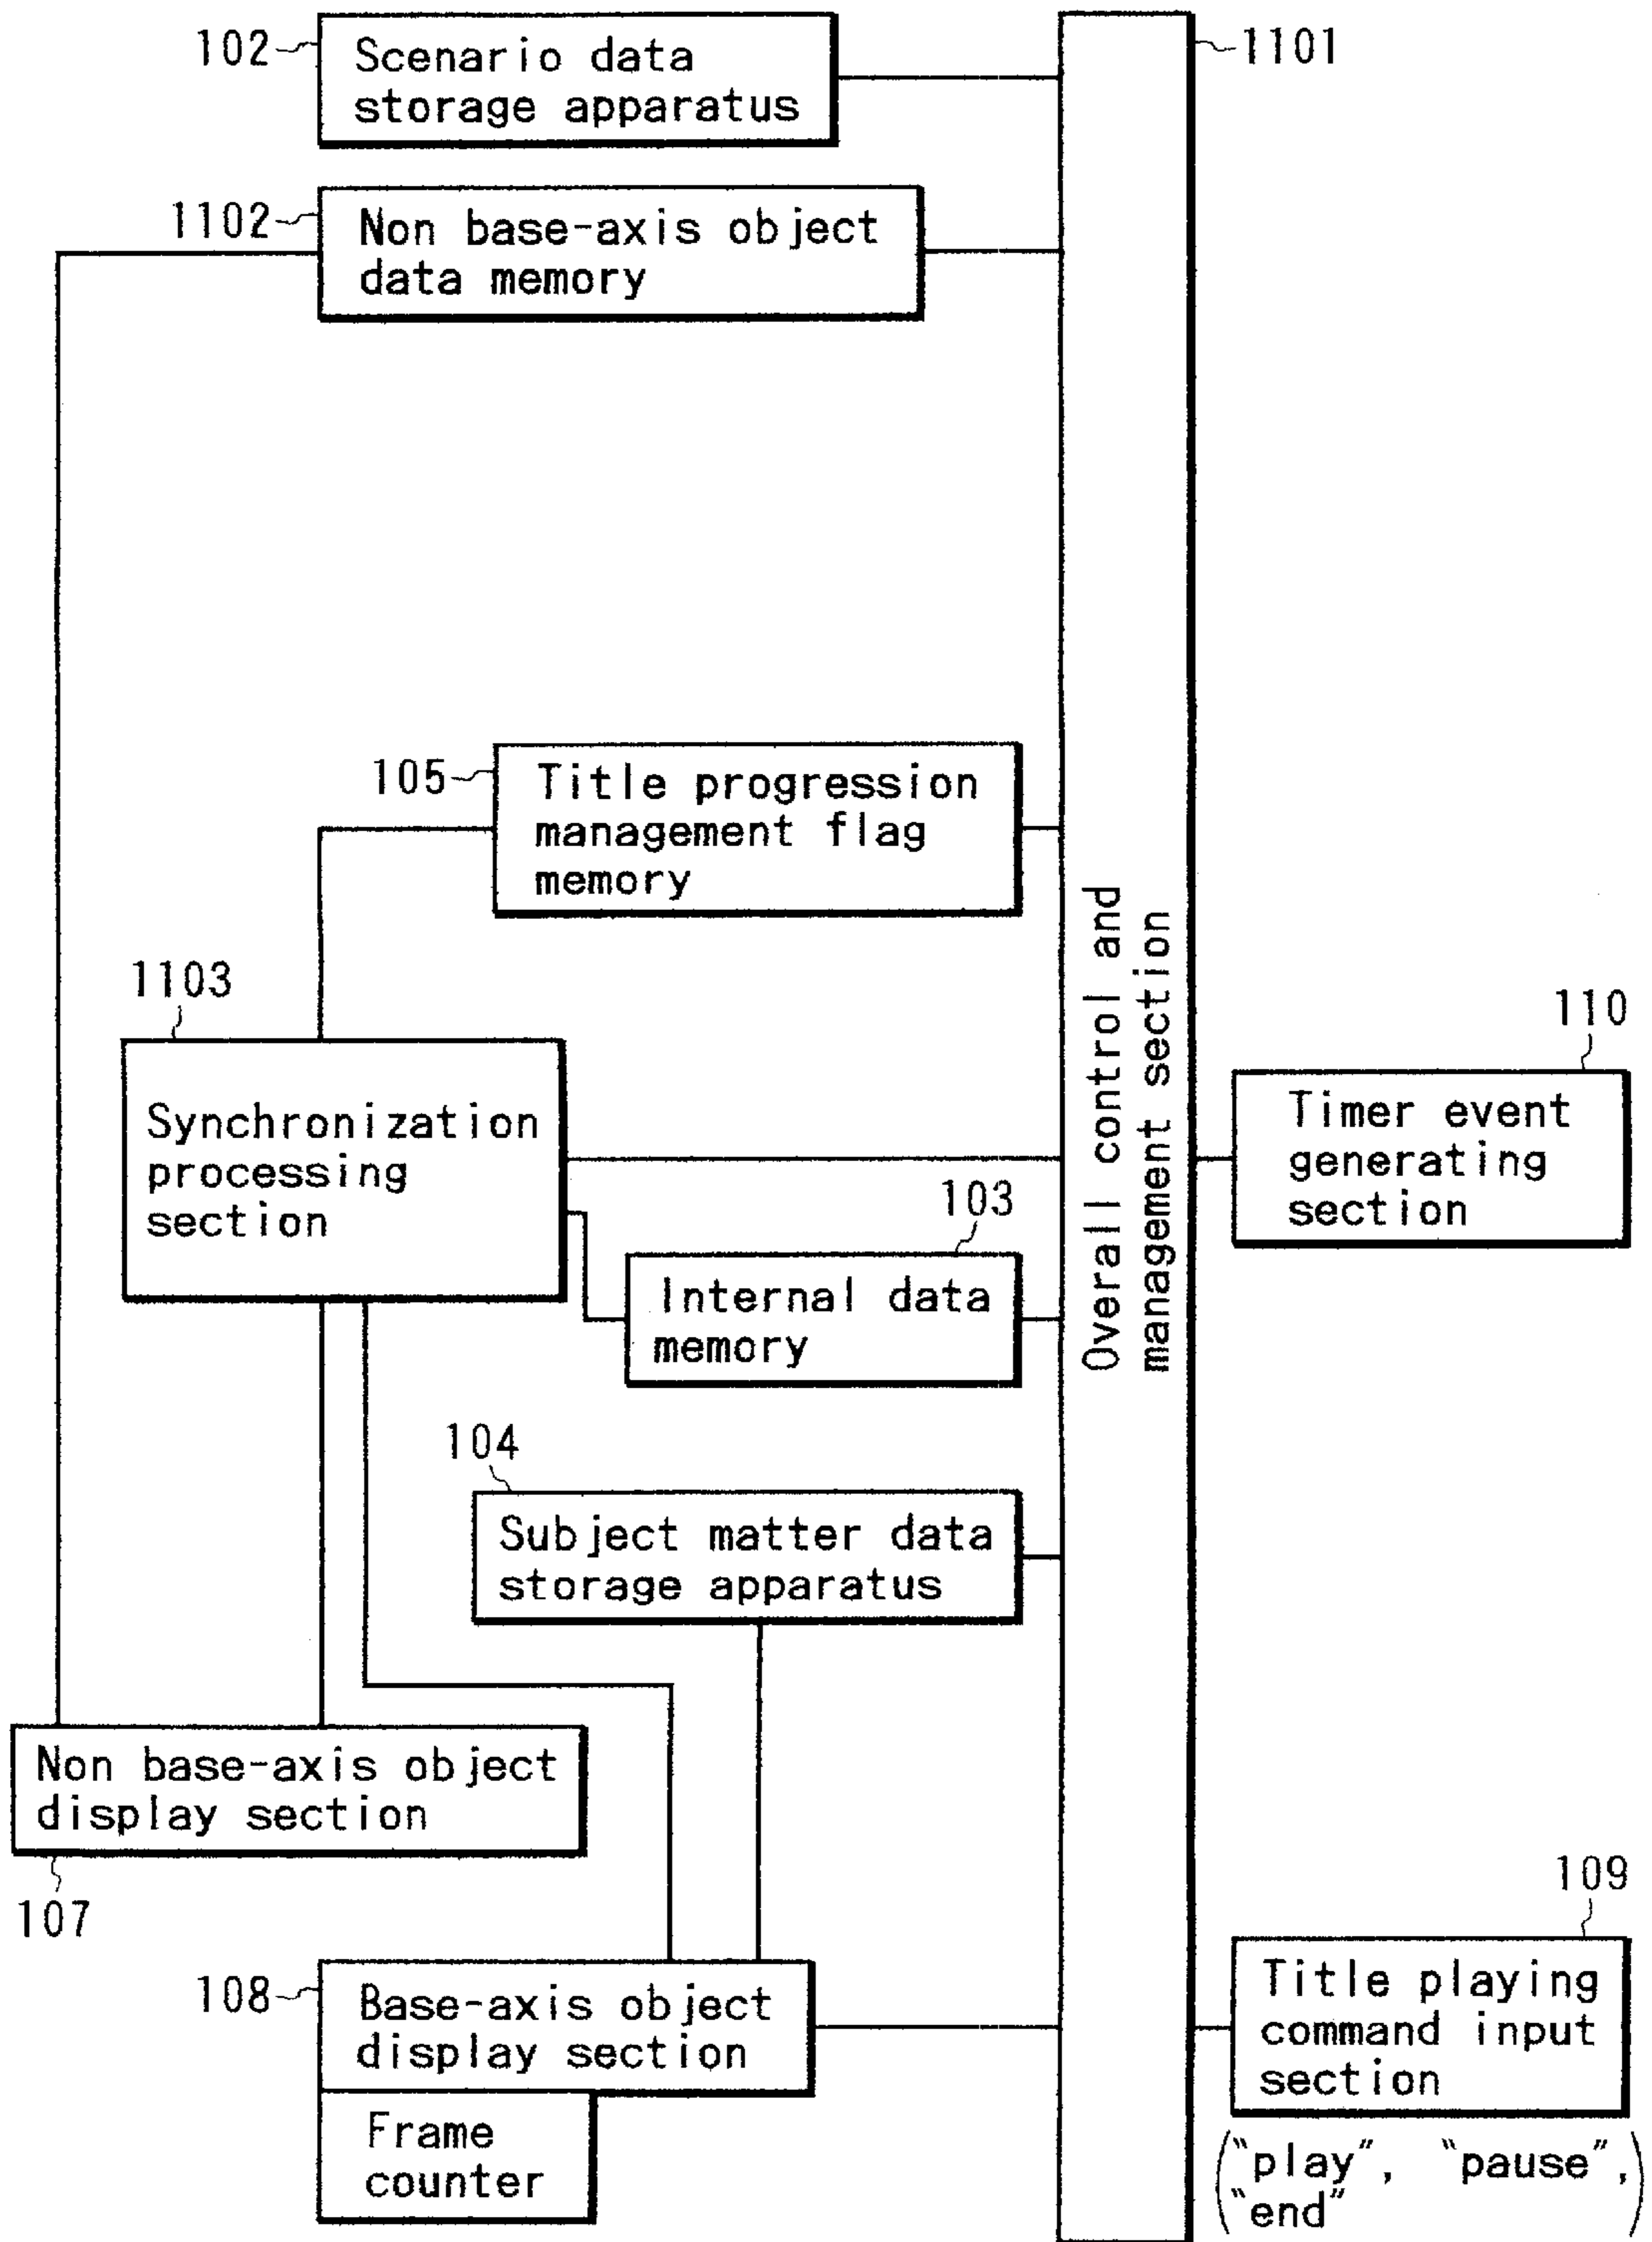 102
Scenario data
storage apparatus
1101
1102
Non base-axis object
data memory
105
Title progression
management flag
memory
Overall control and
management section
1103
Synchronization
processing
section
110
Timer event
generating
section
103
Internal data
memory
104
Subject matter data
storage apparatus
Non base-axis object
display section
107
108
Base-axis object
display section
Frame
counter
109
Title playing
command input
section
("play", "pause",
"end")